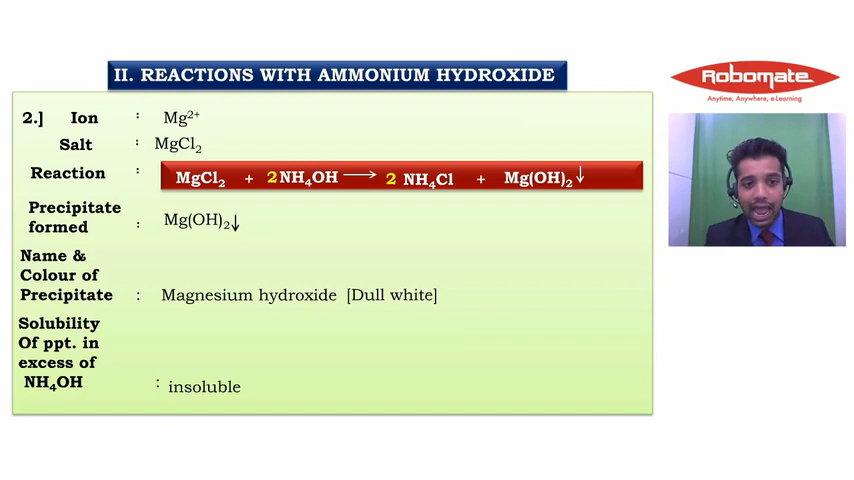 II. REACTIONS WITH AMMONIUM HYDROXIDE
Robomate
Anytime, Anywhere, e-Learning
2.] Ion : Mg²⁺
Salt : MgCl₂
Reaction : MgCl₂ + 2NH₄OH ⟶ 2 NH₄Cl + Mg(OH)₂↓
Precipitate
formed : Mg(OH)₂↓
Name &
Colour of
Precipitate : Magnesium hydroxide [Dull white]
Solubility
Of ppt. in
excess of
NH₄OH : insoluble